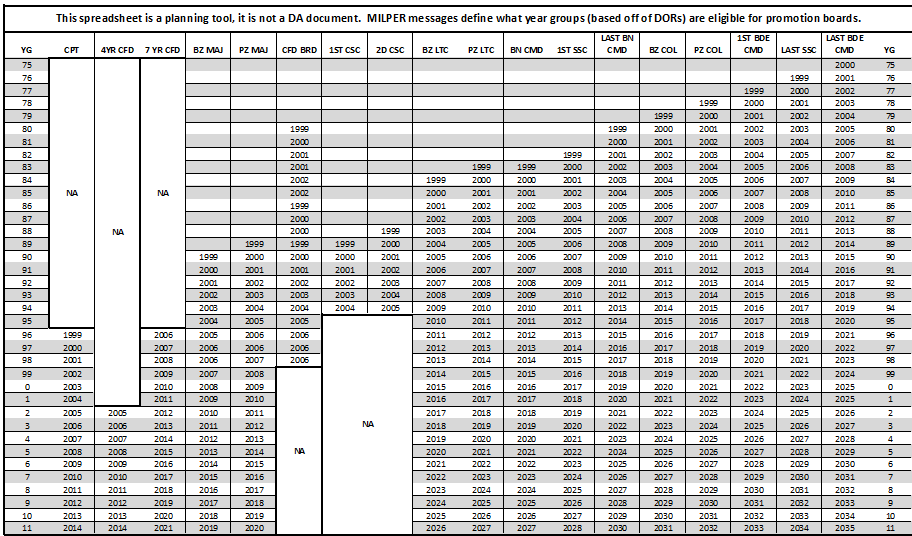 This spreadsheet is a planning tool, it is not a DA document. MILPER messages define what year groups (based off of DORs) are eligible for promotion boards.
YG CPT 4YR CFD 7 YR CFD BZ MAJ PZ MAJ CFD BRD 1ST CSC 2D CSC BZ LTC PZ LTC BN CMD 1ST SSC LAST BN CMD BZ COL PZ COL 1ST BDE CMD LAST SSC LAST BDE CMD YG
75 2000 75
76 1999 2001 76
77 1999 2000 2002 77
78 1999 2000 2001 2003 78
79 1999 2000 2001 2002 2004 79
80 1999 1999 2000 2001 2002 2003 2005 80
81 2000 2000 2001 2002 2003 2004 2006 81
82 2001 1999 2001 2002 2003 2004 2005 2007 82
83 2001 1999 1999 2000 2002 2003 2004 2005 2006 2008 83
84 2002 1999 2000 2000 2001 2003 2004 2005 2006 2007 2009 84
85 NA NA 2002 2000 2001 2001 2002 2004 2005 2006 2007 2008 2010 85
86 1999 2001 2002 2002 2003 2005 2006 2007 2008 2009 2011 86
87 2000 2002 2003 2003 2004 2006 2007 2008 2009 2010 2012 87
88 NA 2000 1999 2003 2004 2004 2005 2007 2008 2009 2010 2011 2013 88
89 1999 1999 1999 2000 2004 2005 2005 2006 2008 2009 2010 2011 2012 2014 89
90 1999 2000 2000 2000 2001 2005 2006 2006 2007 2009 2010 2011 2012 2013 2015 90
91 2000 2001 2001 2001 2002 2006 2007 2007 2008 2010 2011 2012 2013 2014 2016 91
92 2001 2002 2002 2002 2003 2007 2008 2008 2009 2011 2012 2013 2014 2015 2017 92
93 2002 2003 2003 2003 2004 2008 2009 2009 2010 2012 2013 2014 2015 2016 2018 93
94 2003 2004 2004 2004 2005 2009 2010 2010 2011 2013 2014 2015 2016 2017 2019 94
95 2004 2005 2005 2010 2011 2011 2012 2014 2015 2016 2017 2018 2020 95
96 1999 2006 2005 2006 2006 2011 2012 2012 2013 2015 2016 2017 2018 2019 2021 96
97 2000 2007 2006 2006 2006 2012 2013 2013 2014 2016 2017 2018 2019 2020 2022 97
98 2001 2008 2006 2007 2006 2013 2014 2014 2015 2017 2018 2019 2020 2021 2023 98
99 2002 2009 2007 2008 2014 2015 2015 2016 2018 2019 2020 2021 2022 2024 99
0 2003 2010 2008 2009 2015 2016 2016 2017 2019 2020 2021 2022 2023 2025 0
1 2004 2011 2009 2010 2016 2017 2017 2018 2020 2021 2022 2023 2024 2025 1
2 2005 2005 2012 2010 2011 2017 2018 2018 2019 2021 2022 2023 2024 2025 2026 2
3 2006 2006 2013 2011 2012 NA 2018 2019 2019 2020 2022 2023 2024 2025 2026 2027 3
4 2007 2007 2014 2012 2013 2019 2020 2020 2021 2023 2024 2025 2026 2027 2028 4
5 2008 2008 2015 2013 2014 NA 2020 2021 2021 2022 2024 2025 2026 2027 2028 2029 5
6 2009 2009 2016 2014 2015 2021 2022 2022 2023 2025 2026 2027 2028 2029 2030 6
7 2010 2010 2017 2015 2016 2022 2023 2023 2024 2026 2027 2028 2029 2030 2031 7
8 2011 2011 2018 2016 2017 2023 2024 2024 2025 2027 2028 2029 2030 2031 2032 8
9 2012 2012 2019 2017 2018 2024 2025 2025 2026 2028 2029 2030 2031 2032 2033 9
10 2013 2013 2020 2018 2019 2025 2026 2026 2027 2029 2030 2031 2032 2033 2034 10
11 2014 2014 2021 2019 2020 2026 2027 2027 2028 2030 2031 2032 2033 2034 2035 11